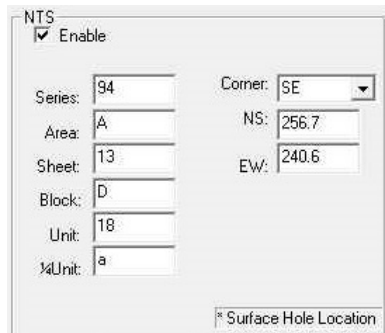 NTS
Enable
Series: 94
Area: A
Sheet: 13
Block: D
Unit: 18
¼Unit: a
Corner: SE
NS: 256.7
EW: 240.6
* Surface Hole Location